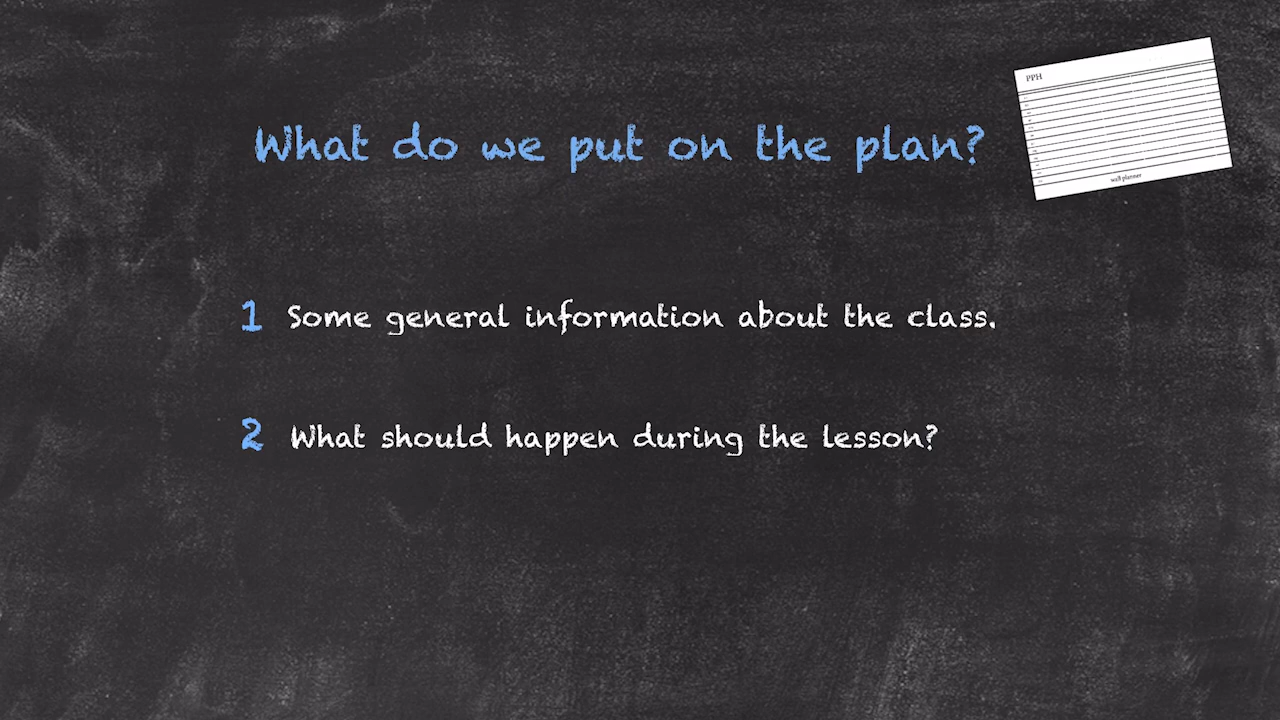 PPH
What do we put on the plan?
wall planner
1 Some general information about the class.
2 What should happen during the lesson?